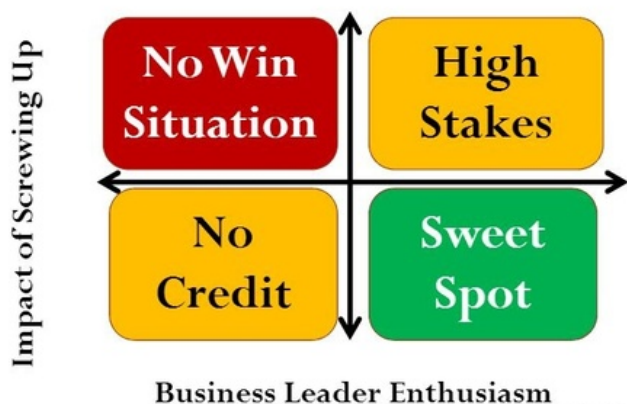 Impact of Screwing Up
No Win
Situation
High
Stakes
No
Credit
Sweet
Spot
Business Leader Enthusiasm